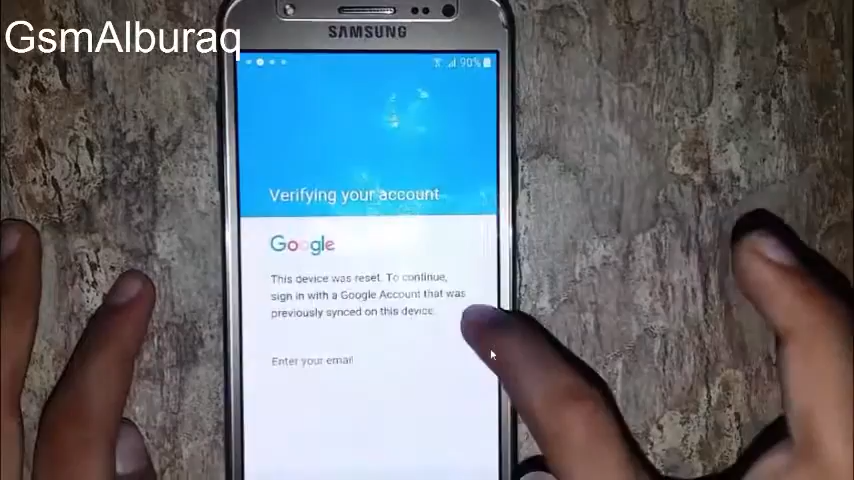 GsmAlburaq
SAMSUNG
90%
Verifying your account
Google
This device was reset. To continue,
sign in with a Google Account that was
previously synced on this device.
Enter your email